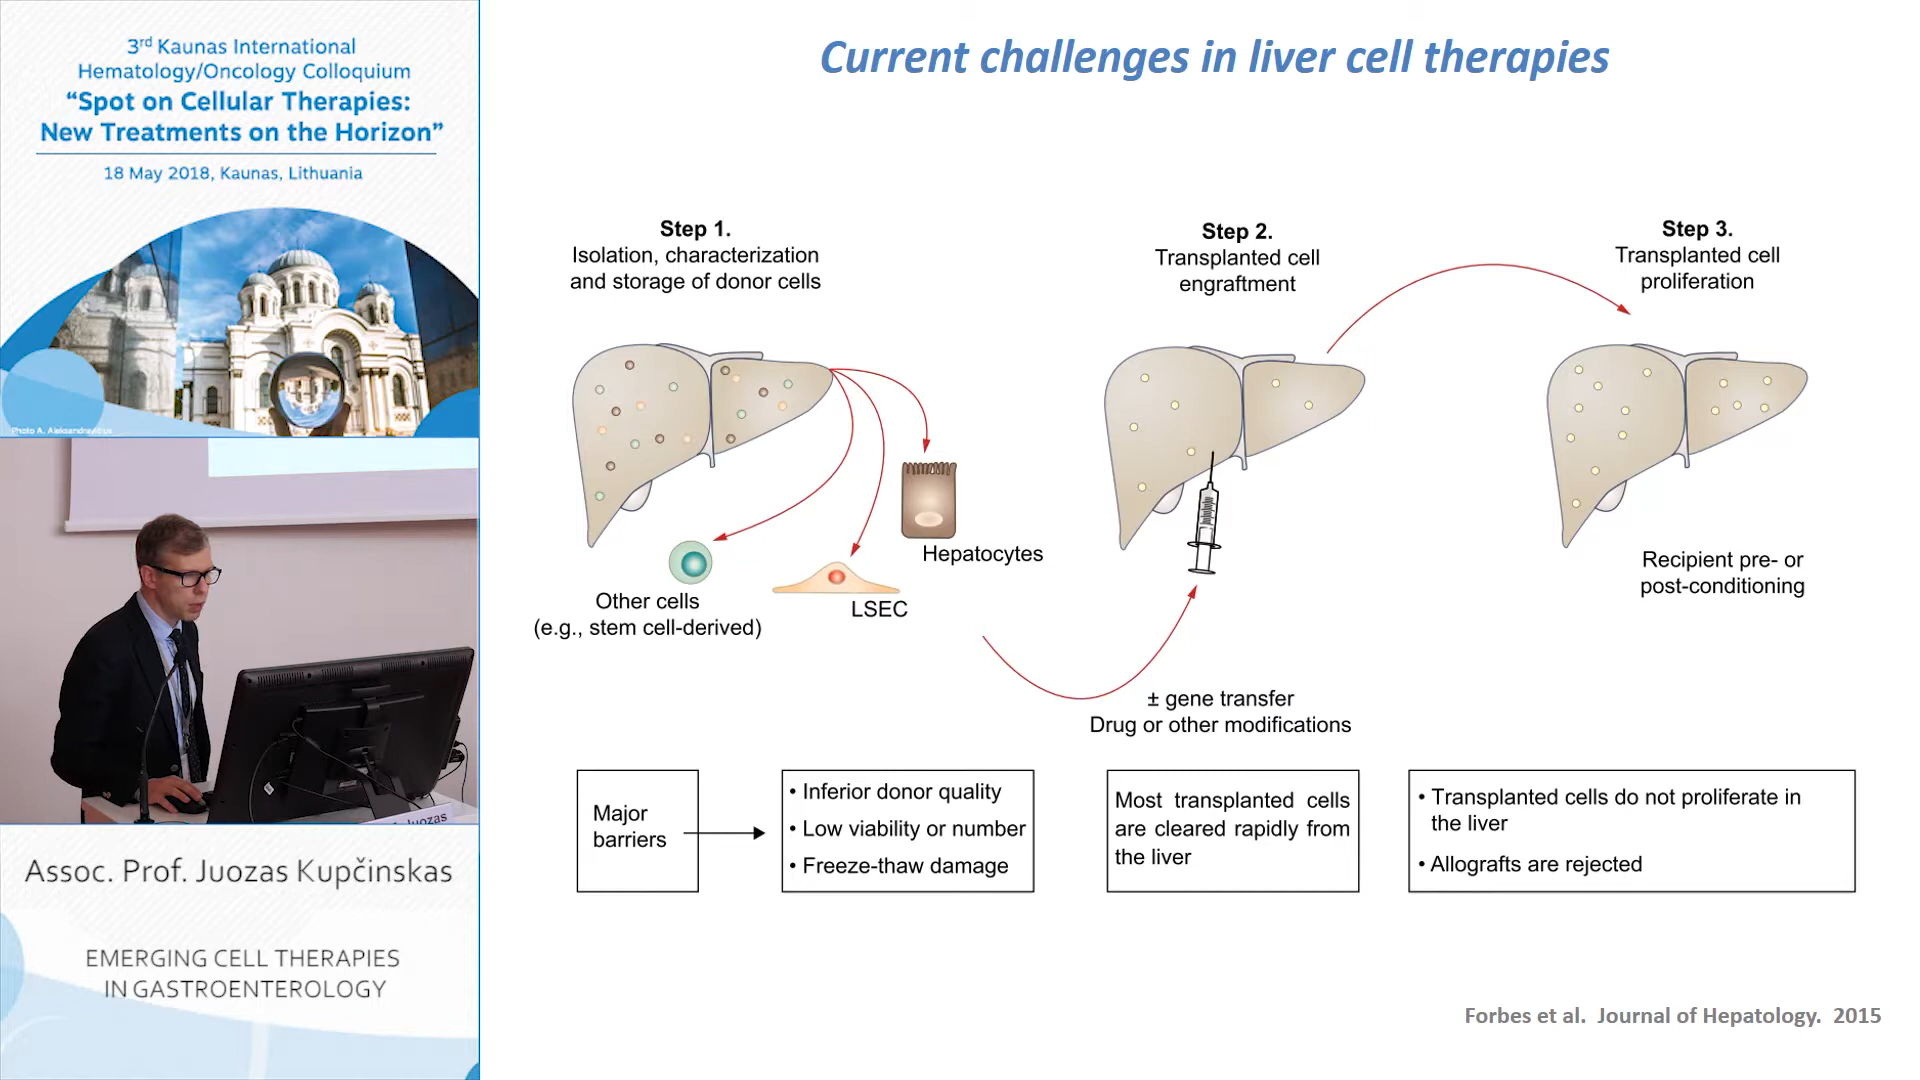 3rd Kaunas International
Hematology/Oncology Colloquium
“Spot on Cellular Therapies:
New Treatments on the Horizon”
18 May 2018, Kaunas, Lithuania
Photo A. Aleksandravičius
Juozas
Assoc. Prof. Juozas Kupčinskas
EMERGING CELL THERAPIES
IN GASTROENTEROLOGY
Current challenges in liver cell therapies
Step 1.
Isolation, characterization
and storage of donor cells
Hepatocytes
LSEC
Other cells
(e.g., stem cell-derived)
Step 2.
Transplanted cell
engraftment
± gene transfer
Drug or other modifications
Step 3.
Transplanted cell
proliferation
Recipient pre- or
post-conditioning
Major
barriers
• Inferior donor quality
• Low viability or number
• Freeze-thaw damage
Most transplanted cells
are cleared rapidly from
the liver
• Transplanted cells do not proliferate in
the liver
• Allografts are rejected
Forbes et al. Journal of Hepatology. 2015